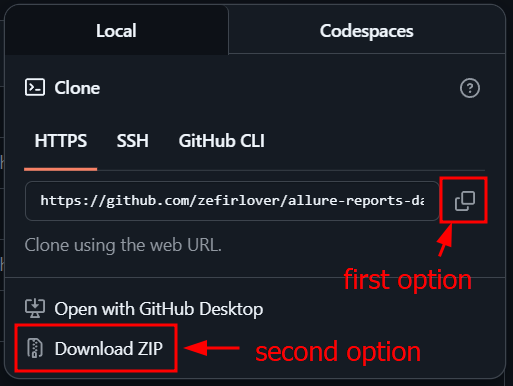 Local Codespaces
Clone
HTTPS SSH GitHub CLI
https://github.com/zefirlover/allure-reports-da
Clone using the web URL.
first option
Open with GitHub Desktop
Download ZIP second option